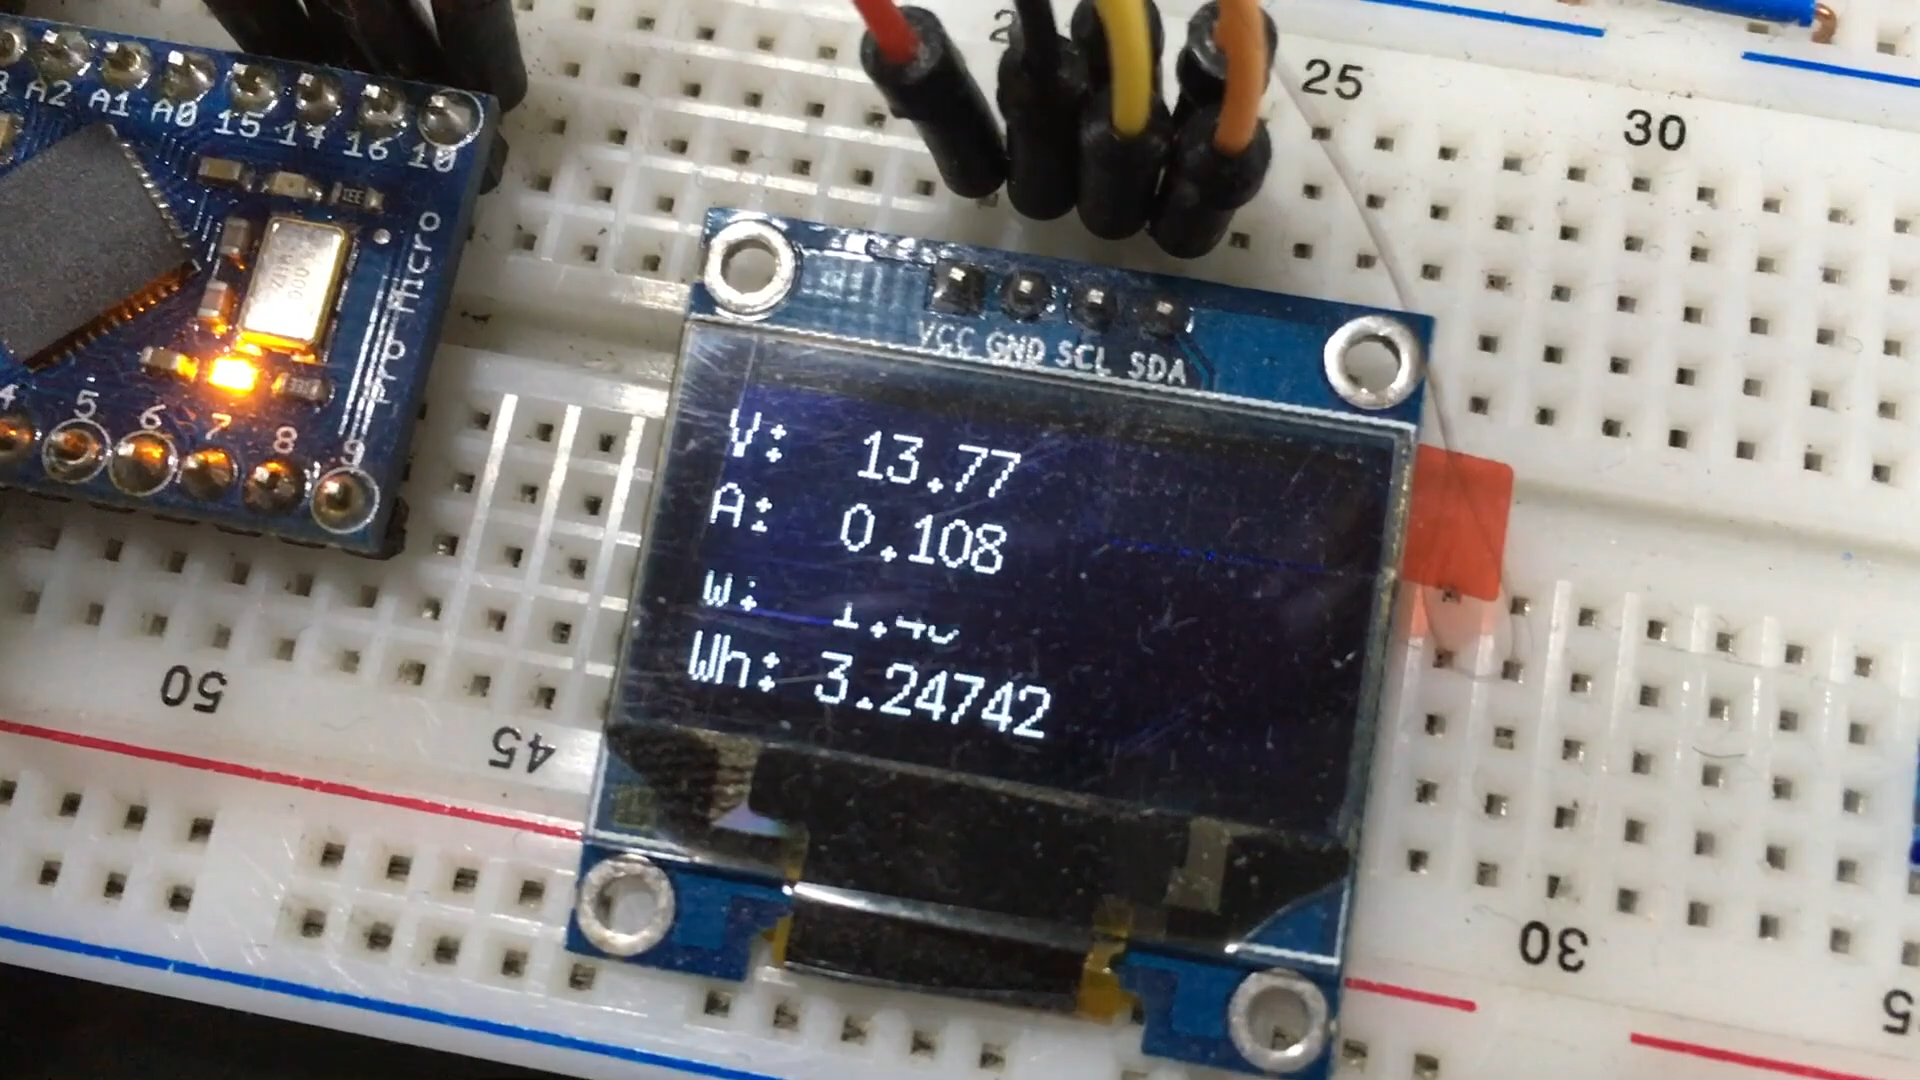 A2 A1 A0 15 14 16 10
Pro Micro
4 5 6 7 8 9
25
30
VCC GND SCL SDA
V: 13.77
A: 0.108
W:
Wh: 3.24742
50
45
30